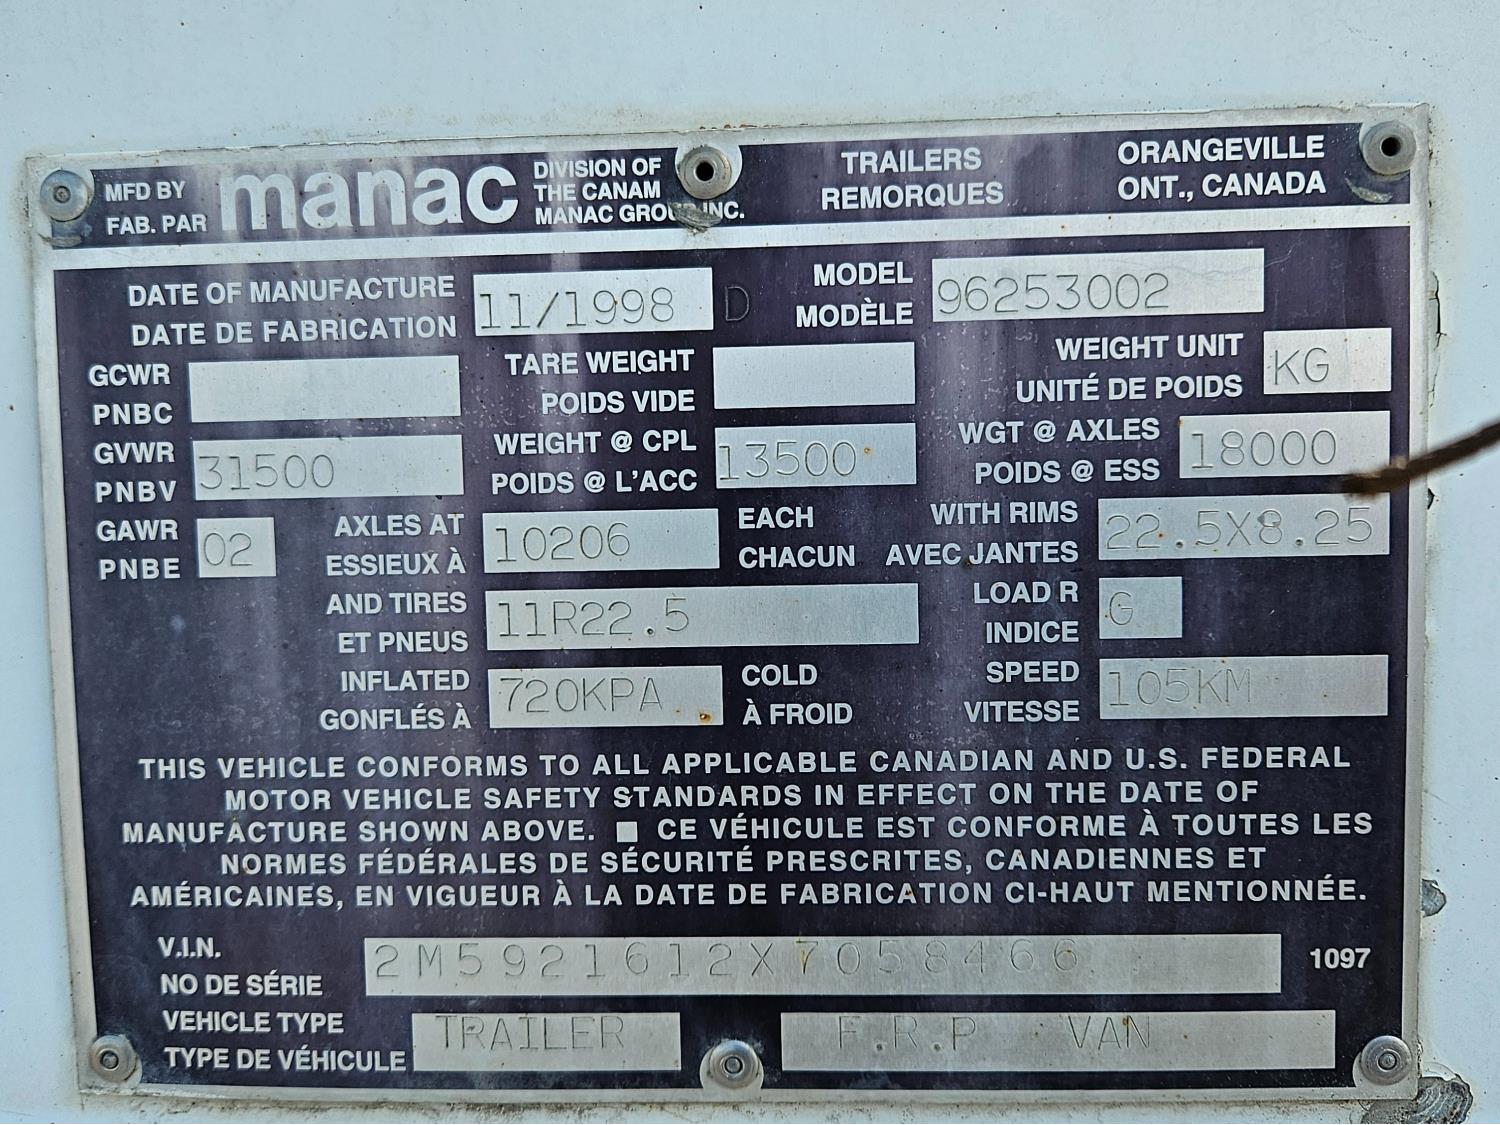 MFD BY manac DIVISION OF TRAILERS ORANGEVILLE
FAB. PAR THE CANAM REMORQUES ONT., CANADA
MANAC GROUP INC.
DATE OF MANUFACTURE 11/1998 D MODEL 96253002
DATE DE FABRICATION MODÈLE
GCWR TARE WEIGHT WEIGHT UNIT KG
PNBC POIDS VIDE UNITÉ DE POIDS
GVWR 31500 WEIGHT @ CPL 13500 WGT @ AXLES 18000
PNBV POIDS @ L'ACC POIDS @ ESS
GAWR 02 AXLES AT 10206 EACH WITH RIMS 22.5X8.25
PNBE ESSIEUX À CHACUN AVEC JANTES
AND TIRES 11R22.5 LOAD R G
ET PNEUS INDICE
INFLATED 720KPA COLD SPEED 105KM
GONFLÉS À À FROID VITESSE
THIS VEHICLE CONFORMS TO ALL APPLICABLE CANADIAN AND U.S. FEDERAL
MOTOR VEHICLE SAFETY STANDARDS IN EFFECT ON THE DATE OF
MANUFACTURE SHOWN ABOVE. ■ CE VÉHICULE EST CONFORME À TOUTES LES
NORMES FÉDÉRALES DE SÉCURITÉ PRESCRITES, CANADIENNES ET
AMÉRICAINES, EN VIGUEUR À LA DATE DE FABRICATION CI-HAUT MENTIONNÉE.
V.I.N. 2M5921612X7058466 1097
NO DE SÉRIE
VEHICLE TYPE TRAILER F.R.P VAN
TYPE DE VÉHICULE